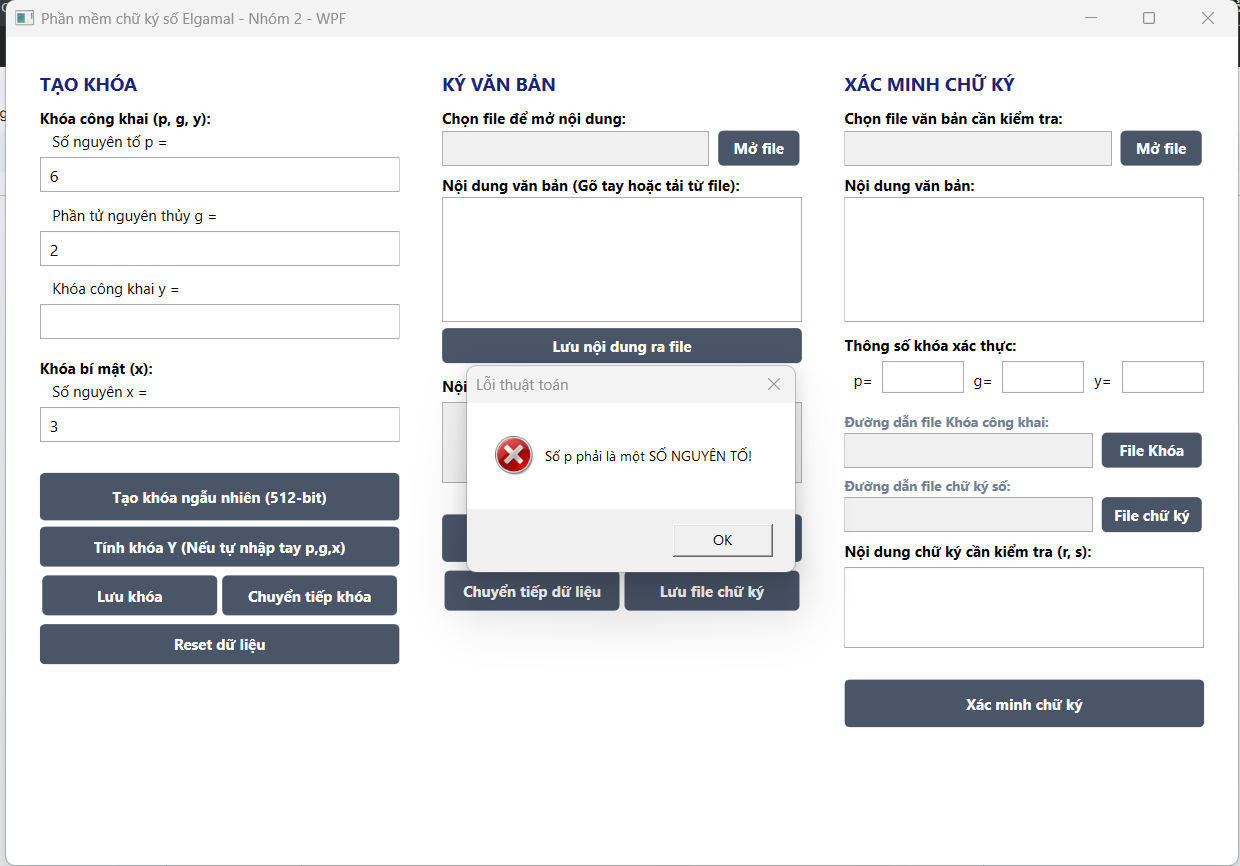 Phần mềm chữ ký số Elgamal - Nhóm 2 - WPF
TẠO KHÓA
Khóa công khai (p, g, y):
Số nguyên tố p =
6
Phần tử nguyên thủy g =
2
Khóa công khai y =
Khóa bí mật (x):
Số nguyên x =
3
Tạo khóa ngẫu nhiên (512-bit)
Tính khóa Y (Nếu tự nhập tay p,g,x)
Lưu khóa
Chuyển tiếp khóa
Reset dữ liệu
KÝ VĂN BẢN
Chọn file để mở nội dung:
Mở file
Nội dung văn bản (Gõ tay hoặc tải từ file):
Lưu nội dung ra file
Nội
Lỗi thuật toán
Số p phải là một SỐ NGUYÊN TỐ!
OK
Chuyển tiếp dữ liệu
Lưu file chữ ký
XÁC MINH CHỮ KÝ
Chọn file văn bản cần kiểm tra:
Mở file
Nội dung văn bản:
Thông số khóa xác thực:
p= g= y=
Đường dẫn file Khóa công khai:
File Khóa
Đường dẫn file chữ ký số:
File chữ ký
Nội dung chữ ký cần kiểm tra (r, s):
Xác minh chữ ký